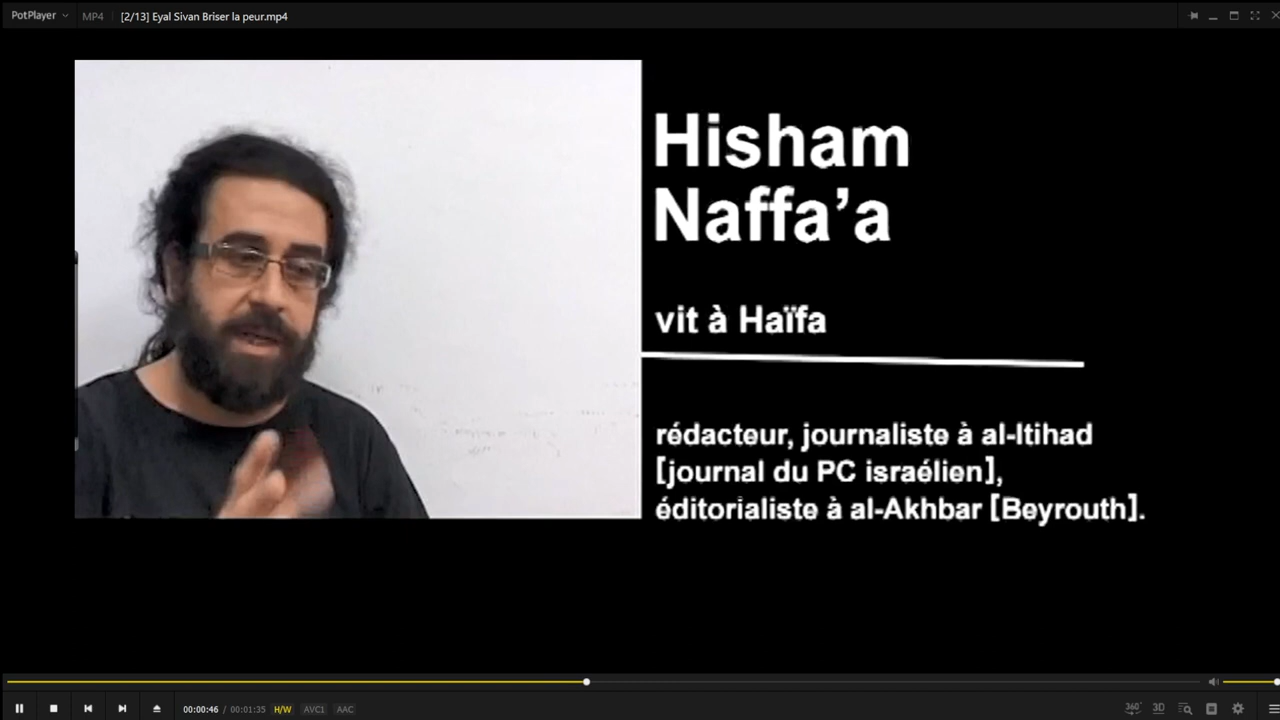 PotPlayer MP4 [2/13] Eyal Sivan Briser la peur.mp4
Hisham
Naffa’a
vit à Haïfa
rédacteur, journaliste à al-Itihad
[journal du PC israélien],
éditorialiste à al-Akhbar [Beyrouth].
00:00:46 / 00:01:35 H/W AVC1 AAC
360° 3D